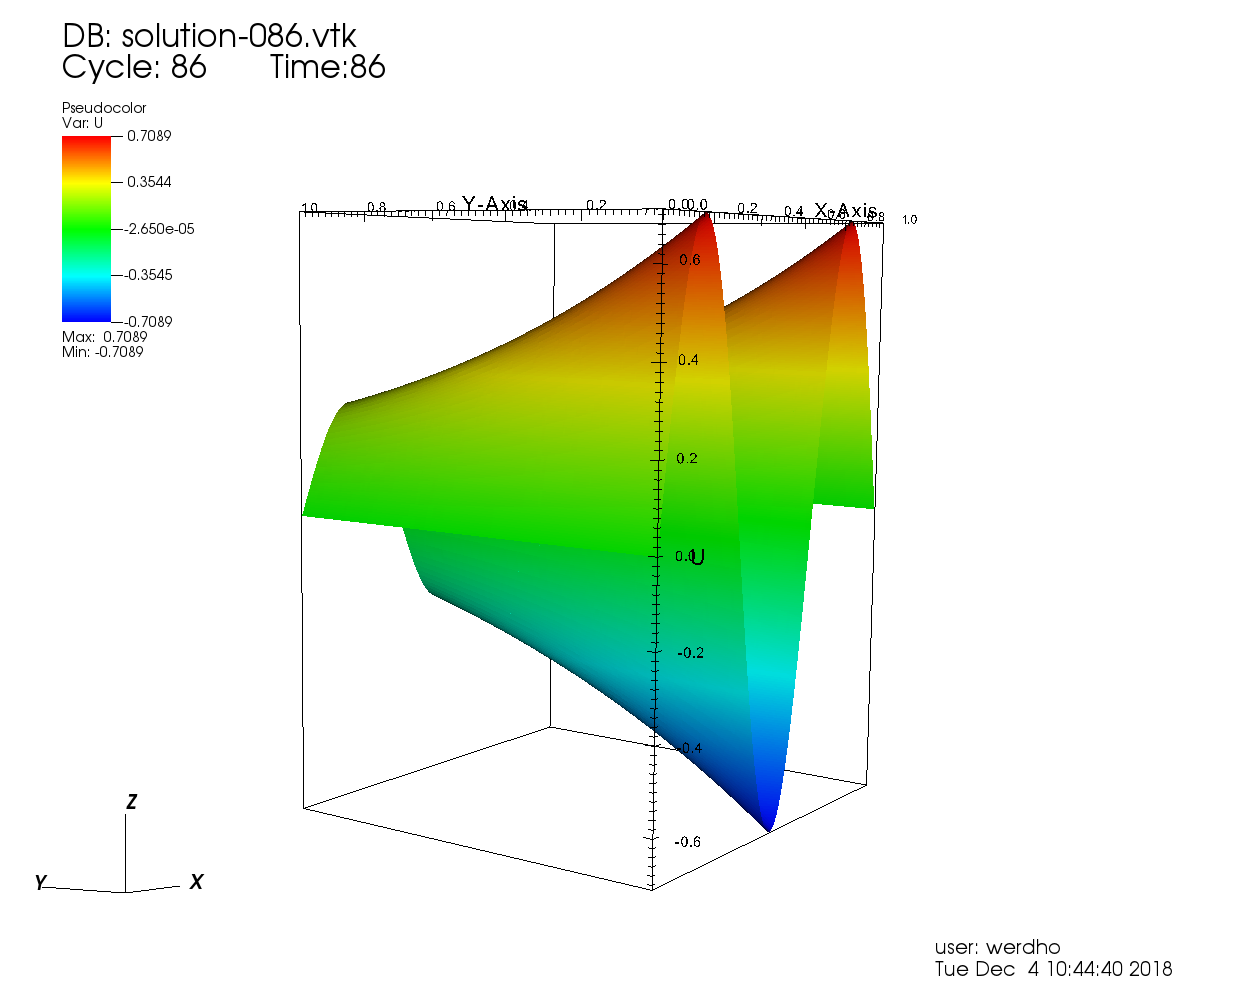 DB: solution-086.vtk
Cycle: 86 Time:86
Pseudocolor
Var: U
0.7089
0.3544
-2.650e-05
-0.3545
-0.7089
Max: 0.7089
Min: -0.7089
1.0 0.8 0.6 Y-Axis 0.2 0.0 0.0 0.2 0.4 X-Axis 0.8 1.0
0.6
0.4
0.2
0.0 U
-0.2
-0.4
-0.6
Z
Y X
user: werdho
Tue Dec 4 10:44:40 2018